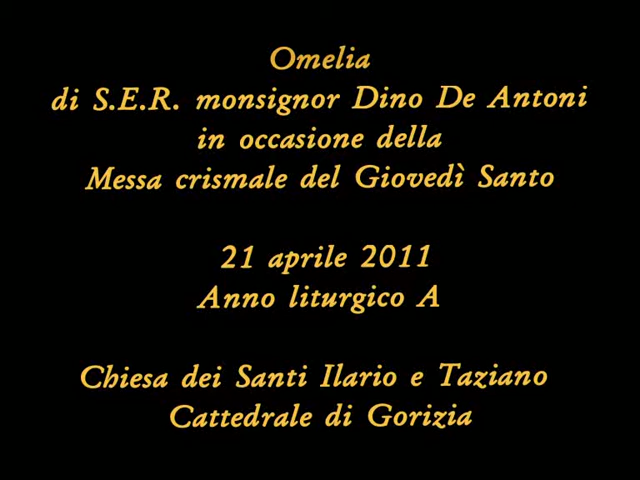 Omelia
di S.E.R. monsignor Dino De Antoni
in occasione della
Messa crismale del Giovedì Santo
21 aprile 2011
Anno liturgico A
Chiesa dei Santi Ilario e Taziano
Cattedrale di Gorizia